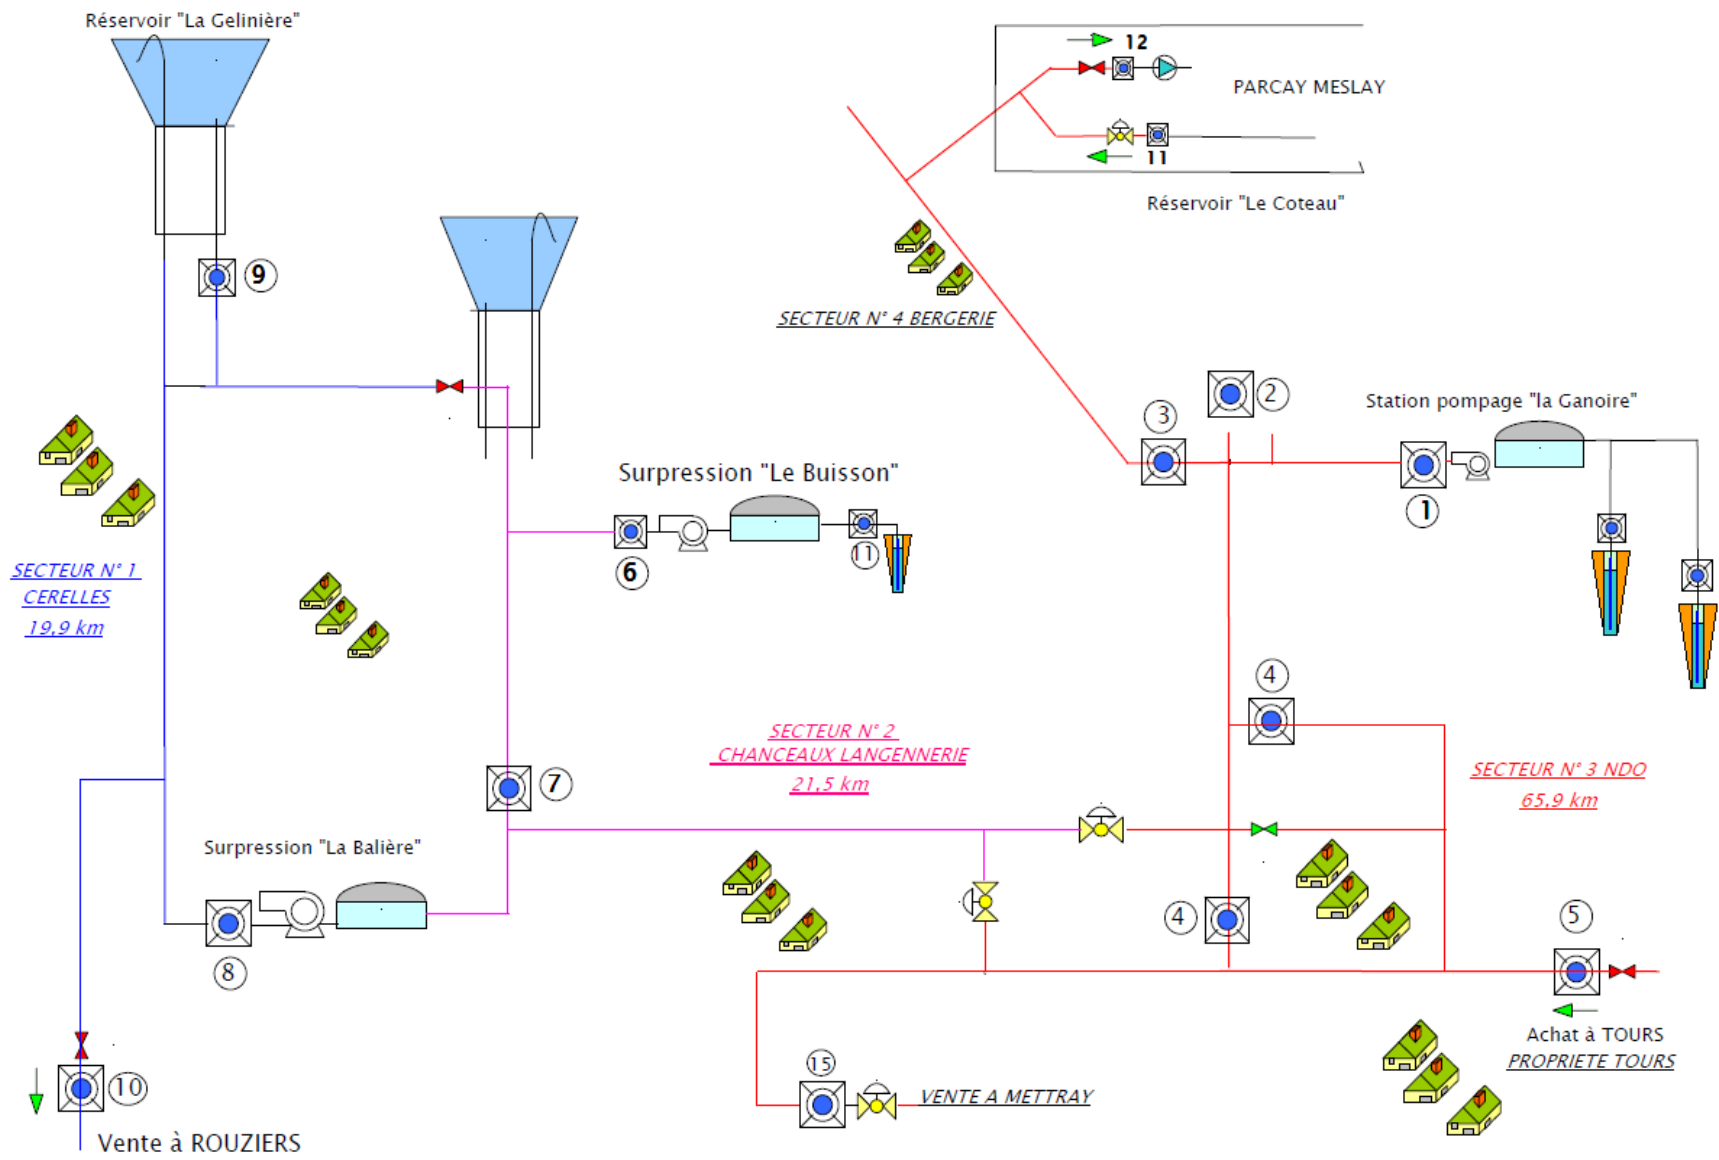 Réservoir "La Gelinière"
12
PARCAY MESLAY
11
Réservoir "Le Coteau"
9
SECTEUR N° 4 BERGERIE
2
3
Station pompage "la Ganoire"
1
Surpression "Le Buisson"
6
11
SECTEUR N° 1
CERELLES
19,9 km
4
SECTEUR N° 2
CHANCEAUX LANGENNERIE
21,5 km
7
SECTEUR N° 3 NDO
65,9 km
Surpression "La Balière"
8
4
5
Achat à TOURS
PROPRIETE TOURS
15
VENTE A METTRAY
10
Vente à ROUZIERS